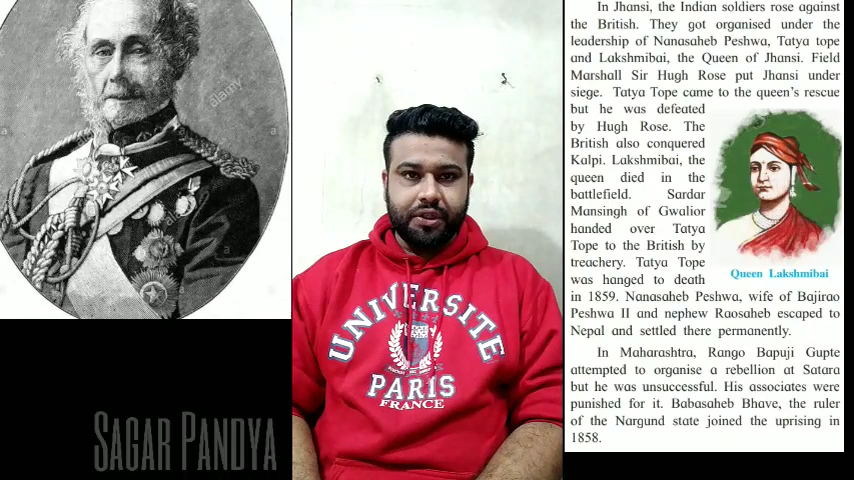 alamy
a
a
a
a
SAGAR PANDYA
UNIVERSITE
PARIS
FRANCE
In Jhansi, the Indian soldiers rose against
the British. They got organised under the
leadership of Nanasaheb Peshwa, Tatya tope
and Lakshmibai, the Queen of Jhansi. Field
Marshall Sir Hugh Rose put Jhansi under
siege. Tatya Tope came to the queen's rescue
but he was defeated
by Hugh Rose. The
British also conquered
Kalpi. Lakshmibai, the
queen died in the
battlefield. Sardar
Mansingh of Gwalior
handed over Tatya
Tope to the British by
treachery. Tatya Tope
was hanged to death
in 1859. Nanasaheb Peshwa, wife of Bajirao
Peshwa II and nephew Raosaheb escaped to
Nepal and settled there permanently.
Queen Lakshmibai
In Maharashtra, Rango Bapuji Gupte
attempted to organise a rebellion at Satara
but he was unsuccessful. His associates were
punished for it. Babasaheb Bhave, the ruler
of the Nargund state joined the uprising in
1858.